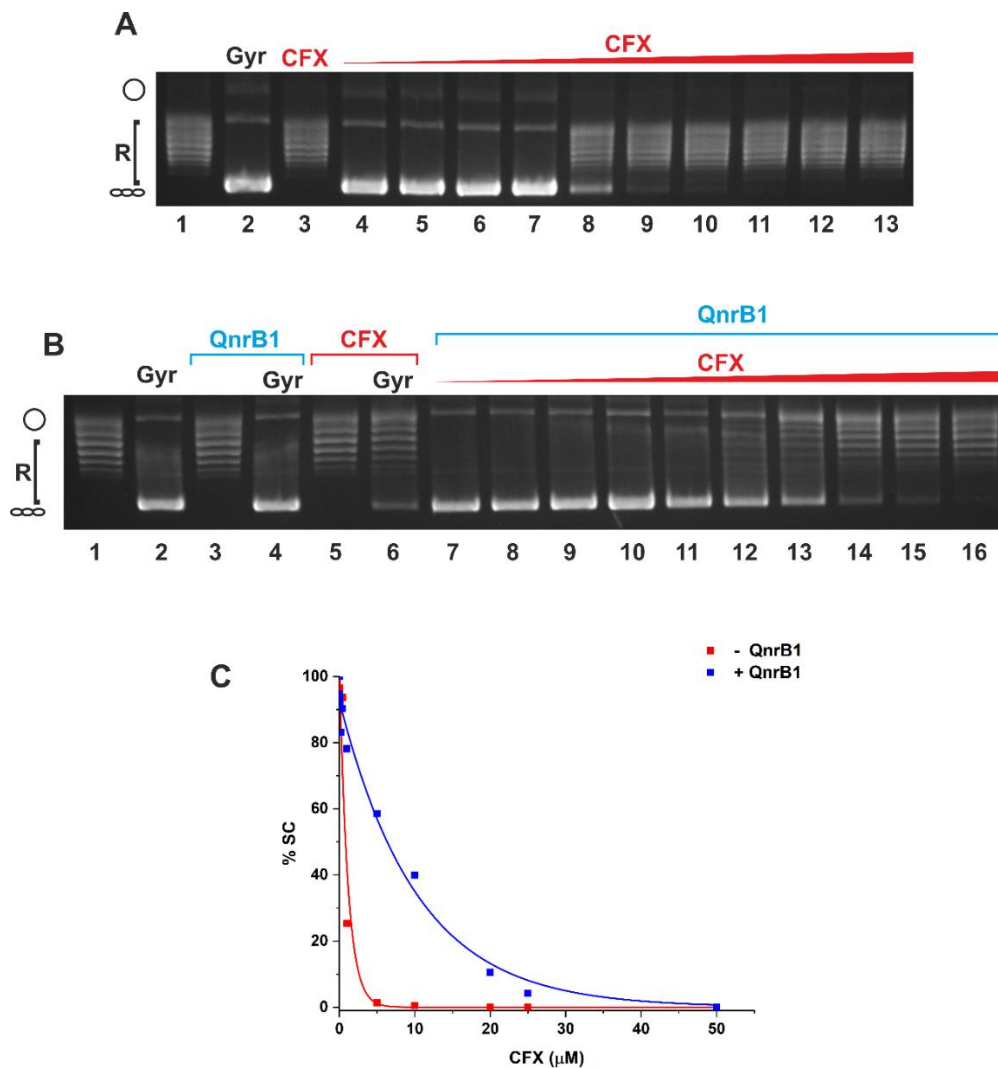 A
Gyr CFX CFX
R
1 2 3 4 5 6 7 8 9 10 11 12 13
QnrB1
B QnrB1 CFX
CFX
Gyr Gyr Gyr
R
1 2 3 4 5 6 7 8 9 10 11 12 13 14 15 16
- QnrB1
+ QnrB1
C
100
80
60
40
20
0
% SC
0 10 20 30 40 50
CFX (μM)